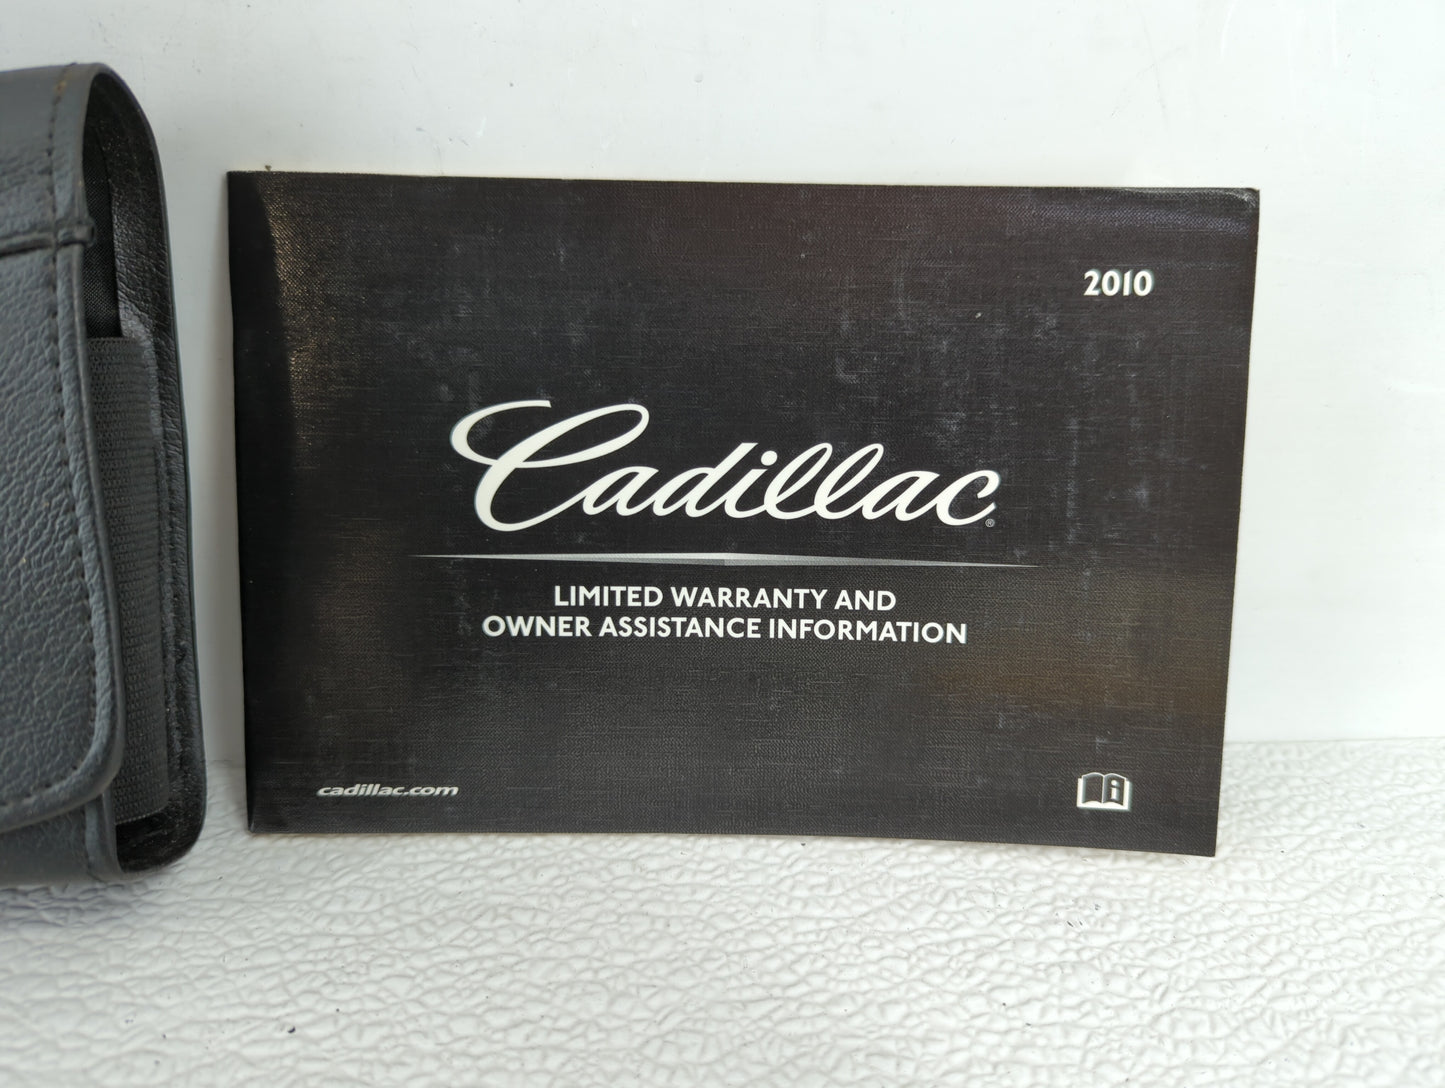 2010
Cadillac®
LIMITED WARRANTY AND
OWNER ASSISTANCE INFORMATION
cadillac.com
i